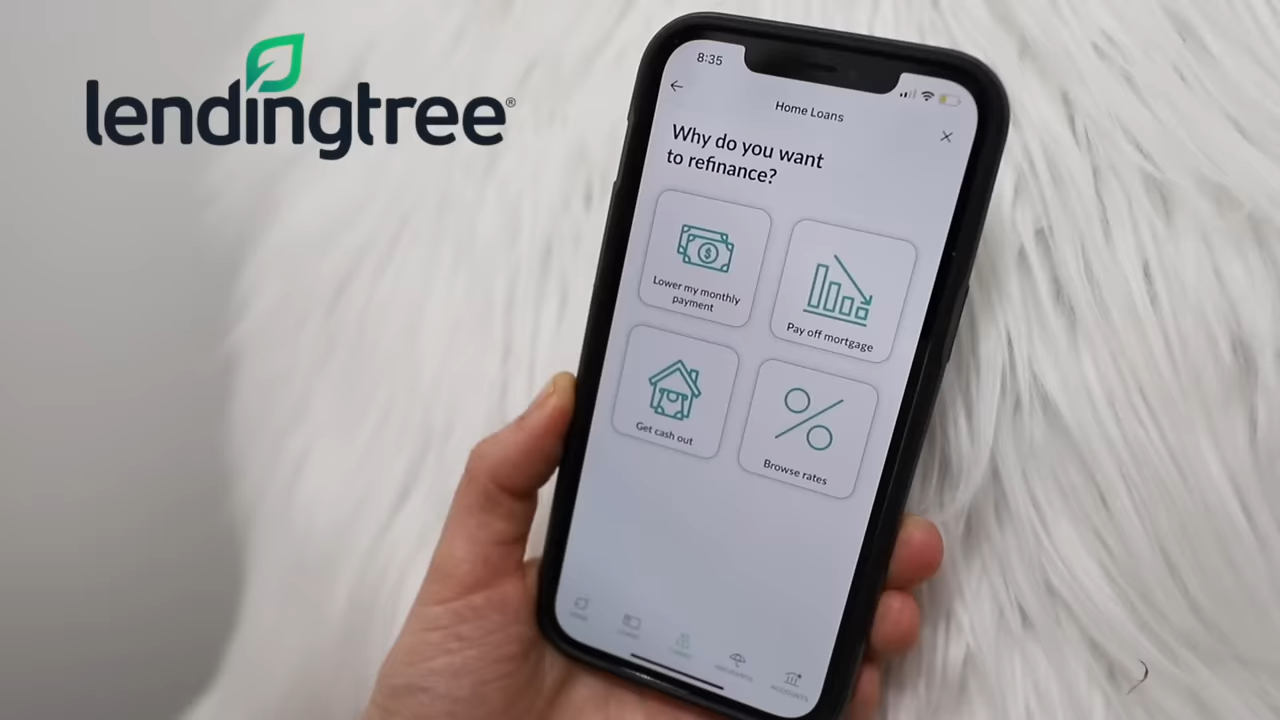 lendingtree®
8:35
Home Loans
Why do you want
to refinance?
Lower my monthly
payment
Pay off mortgage
Get cash out
Browse rates
ACCOUNTS